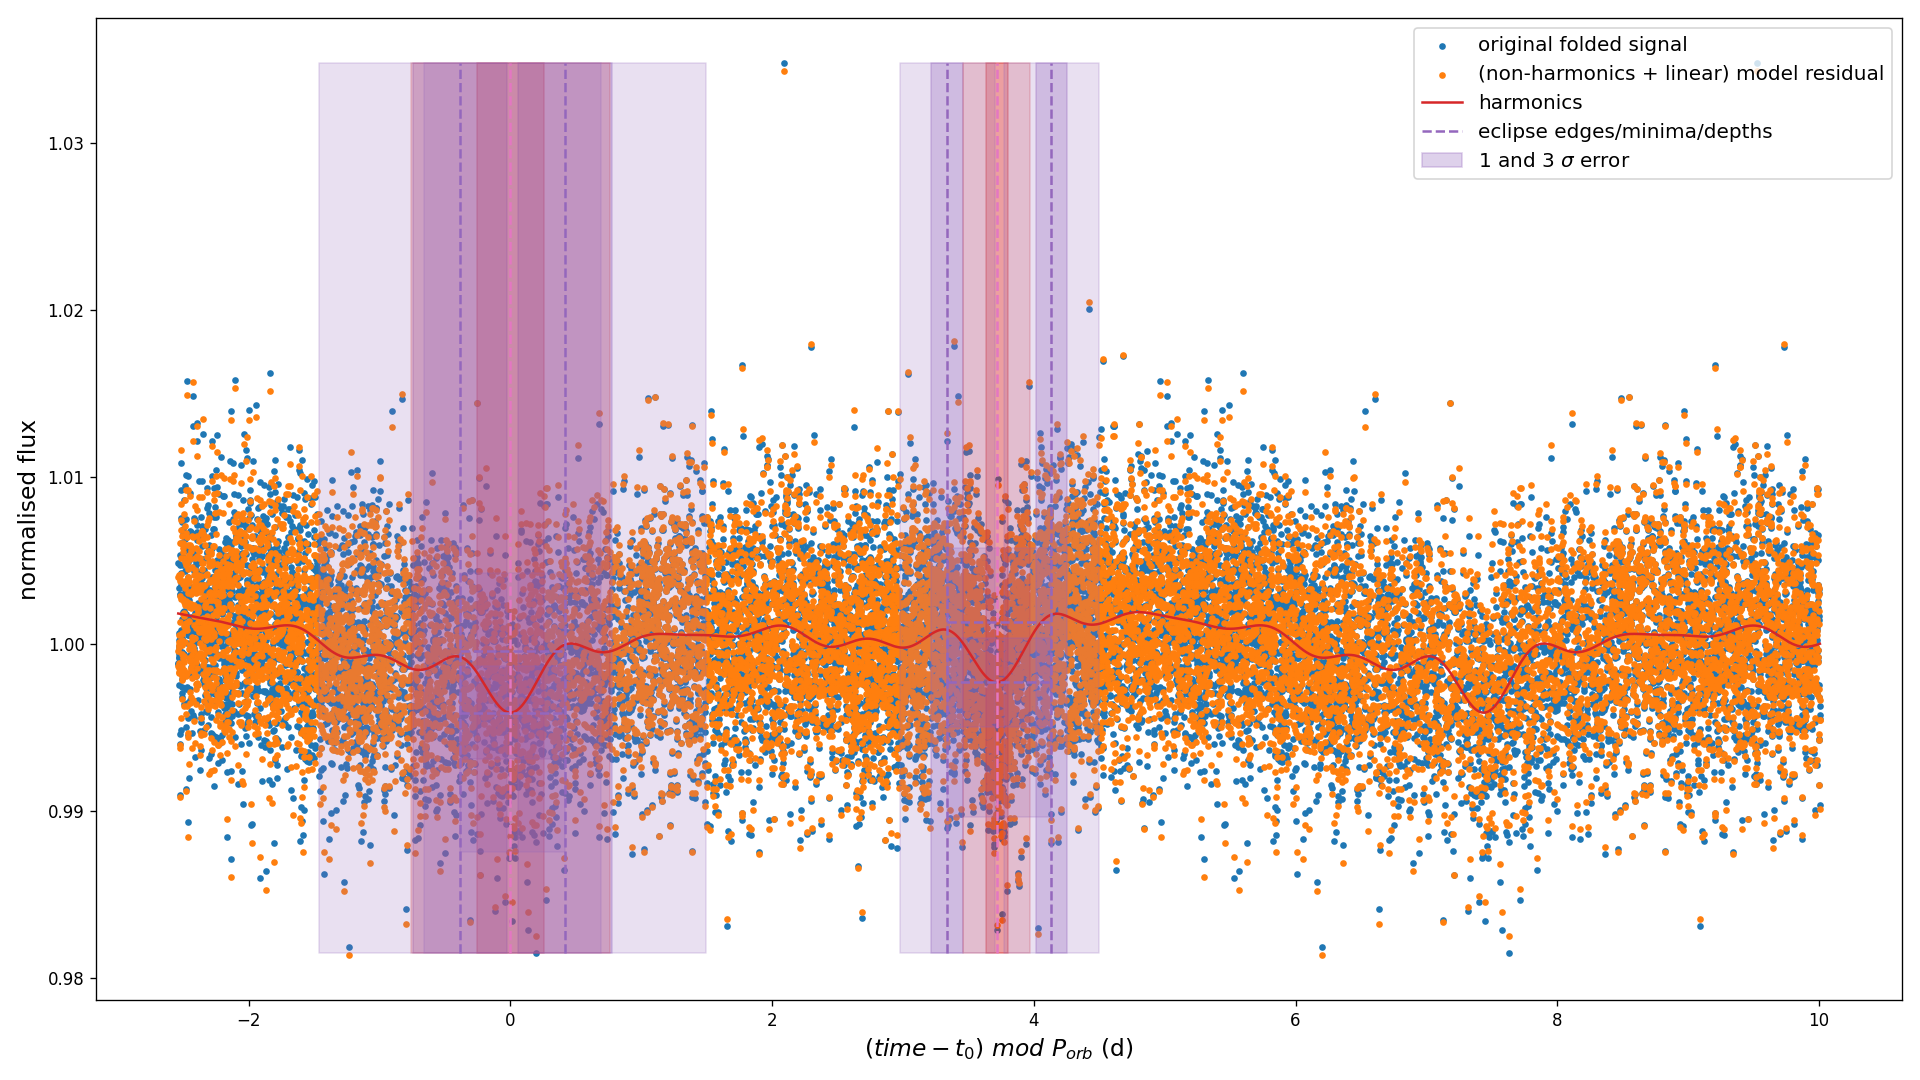 original folded signal
(non-harmonics + linear) model residual
harmonics
eclipse edges/minima/depths
1 and 3 σ error
normalised flux
1.03
1.02
1.01
1.00
0.99
0.98
−2 0 2 4 6 8 10
(time − t₀) mod Pₒᵣb (d)